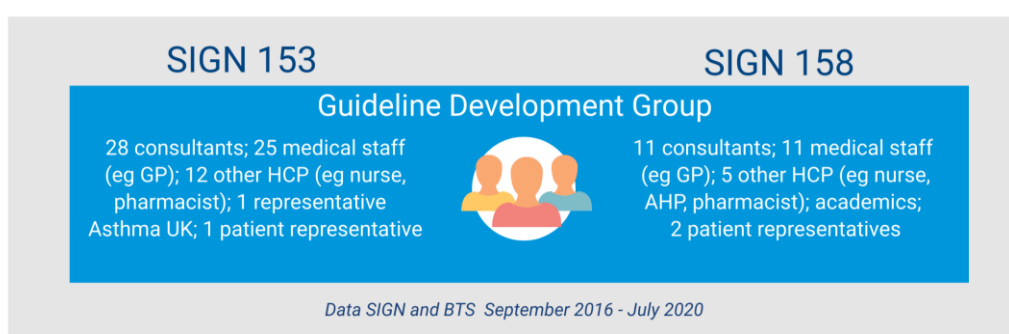 SIGN 153
SIGN 158
Guideline Development Group
28 consultants; 25 medical staff
(eg GP); 12 other HCP (eg nurse,
pharmacist); 1 representative
Asthma UK; 1 patient representative
11 consultants; 11 medical staff
(eg GP); 5 other HCP (eg nurse,
AHP, pharmacist); academics;
2 patient representatives
Data SIGN and BTS  September 2016 - July 2020